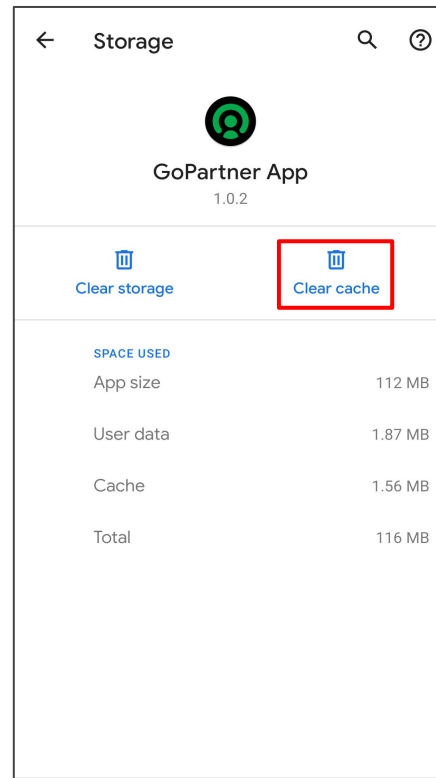 Storage
GoPartner App
1.0.2
Clear storage
Clear cache
SPACE USED
App size 112 MB
User data 1.87 MB
Cache 1.56 MB
Total 116 MB